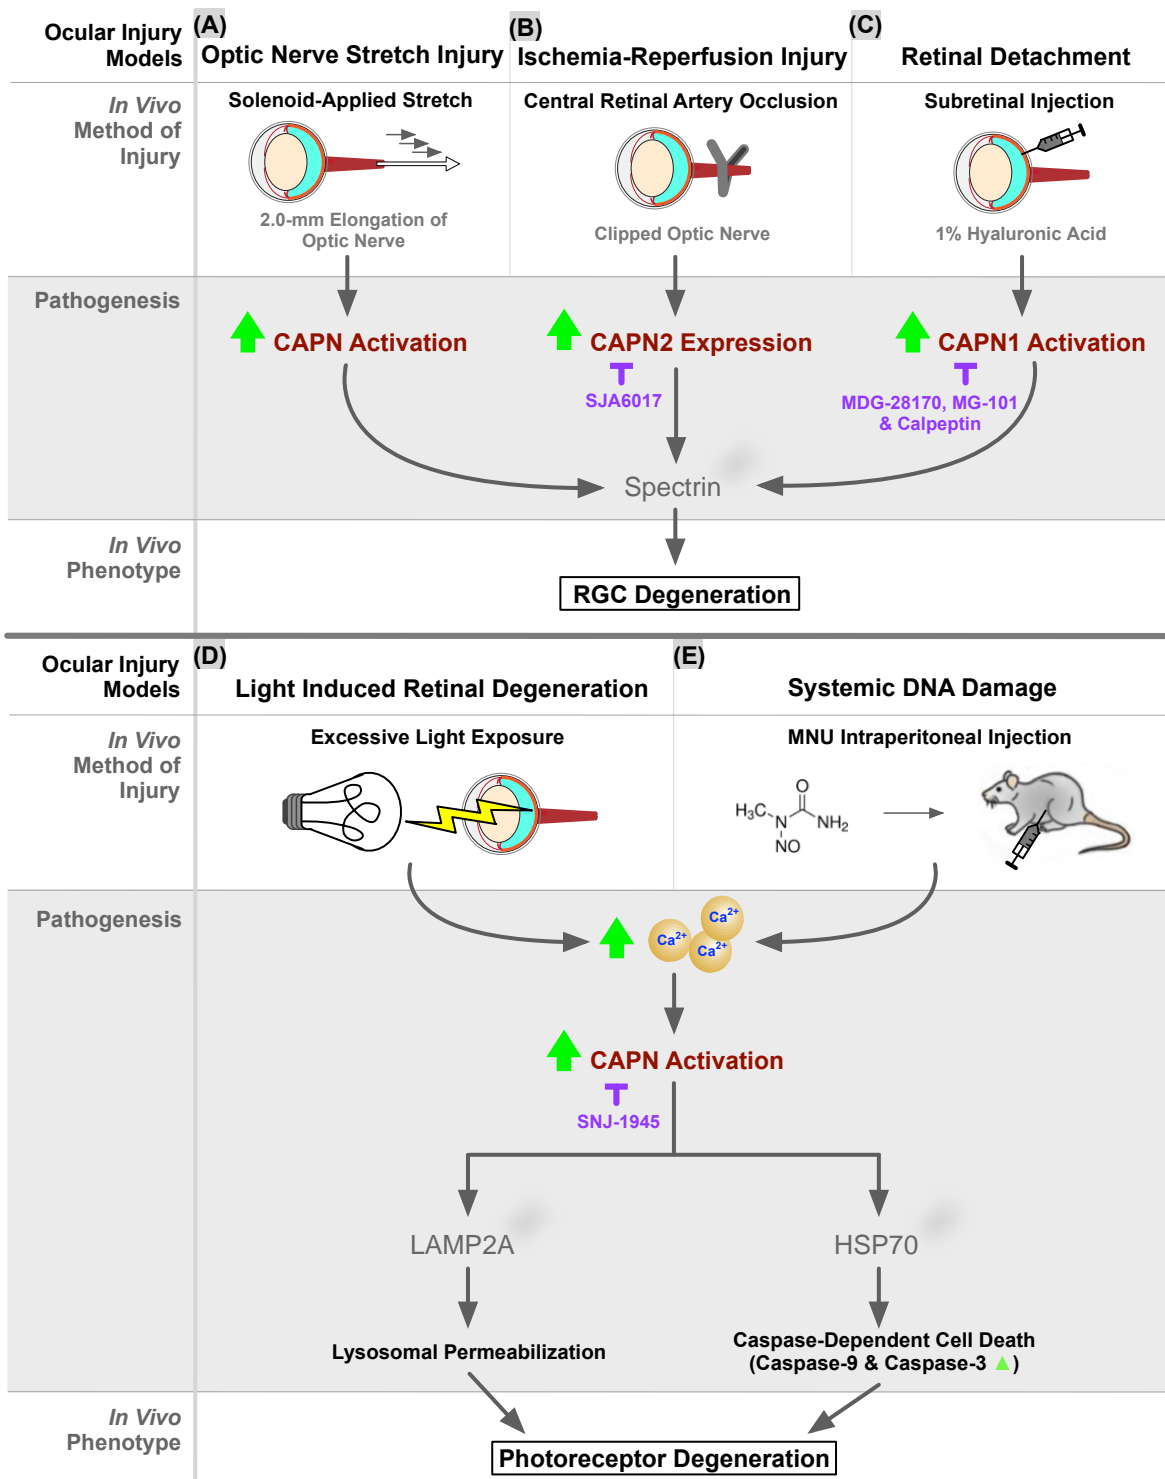 Ocular Injury
Models
(A)
Optic Nerve Stretch Injury
(B)
Ischemia-Reperfusion Injury
(C)
Retinal Detachment
In Vivo
Method of
Injury
Solenoid-Applied Stretch
2.0-mm Elongation of
Optic Nerve
Central Retinal Artery Occlusion
Clipped Optic Nerve
Subretinal Injection
1% Hyaluronic Acid
Pathogenesis
CAPN Activation
CAPN2 Expression
SJA6017
CAPN1 Activation
MDG-28170, MG-101
& Calpeptin
Spectrin
In Vivo
Phenotype
RGC Degeneration
Ocular Injury
Models
(D)
Light Induced Retinal Degeneration
(E)
Systemic DNA Damage
In Vivo
Method of
Injury
Excessive Light Exposure
MNU Intraperitoneal Injection
O
H₃C
N
NH₂
NO
Pathogenesis
Ca²⁺
Ca²⁺
Ca²⁺
CAPN Activation
SNJ-1945
LAMP2A
HSP70
Lysosomal Permeabilization
Caspase-Dependent Cell Death
(Caspase-9 & Caspase-3 ▲)
In Vivo
Phenotype
Photoreceptor Degeneration